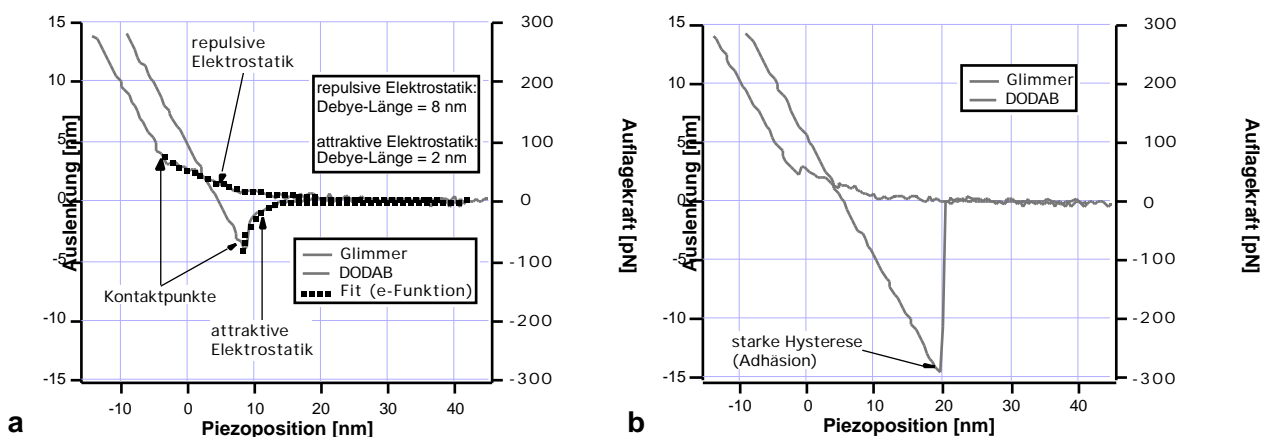 15
10
5
0
-5
-10
-15
Auslenkung [nm]
repulsive
Elektrostatik
repulsive Elektrostatik:
Debye-Länge = 8 nm
attraktive Elektrostatik:
Debye-Länge = 2 nm
Glimmer
DODAB
Fit (e-Funktion)
Kontaktpunkte
attraktive
Elektrostatik
300
200
100
0
-100
-200
-300
Auflagekraft [pN]
-10 0 10 20 30 40
Piezoposition [nm]
a
15
10
5
0
-5
-10
-15
Auslenkung [nm]
Glimmer
DODAB
starke Hysterese
(Adhäsion)
300
200
100
0
-100
-200
-300
Auflagekraft [pN]
-10 0 10 20 30 40
Piezoposition [nm]
b